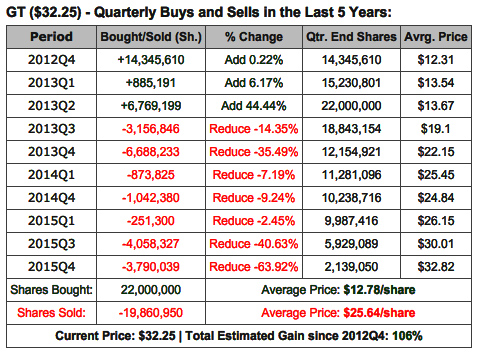 GT ($32.25) - Quarterly Buys and Sells in the Last 5 Years:
Period Bought/Sold (Sh.) % Change Qtr. End Shares Avrg. Price
2012Q4 +14,345,610 Add 0.22% 14,345,610 $12.31
2013Q1 +885,191 Add 6.17% 15,230,801 $13.54
2013Q2 +6,769,199 Add 44.44% 22,000,000 $13.67
2013Q3 -3,156,846 Reduce -14.35% 18,843,154 $19.1
2013Q4 -6,688,233 Reduce -35.49% 12,154,921 $22.15
2014Q1 -873,825 Reduce -7.19% 11,281,096 $25.45
2014Q4 -1,042,380 Reduce -9.24% 10,238,716 $24.84
2015Q1 -251,300 Reduce -2.45% 9,987,416 $26.15
2015Q3 -4,058,327 Reduce -40.63% 5,929,089 $30.01
2015Q4 -3,790,039 Reduce -63.92% 2,139,050 $32.82
Shares Bought: 22,000,000 Average Price: $12.78/share
Shares Sold: -19,860,950 Average Price: $25.64/share
Current Price: $32.25 | Total Estimated Gain since 2012Q4: 106%